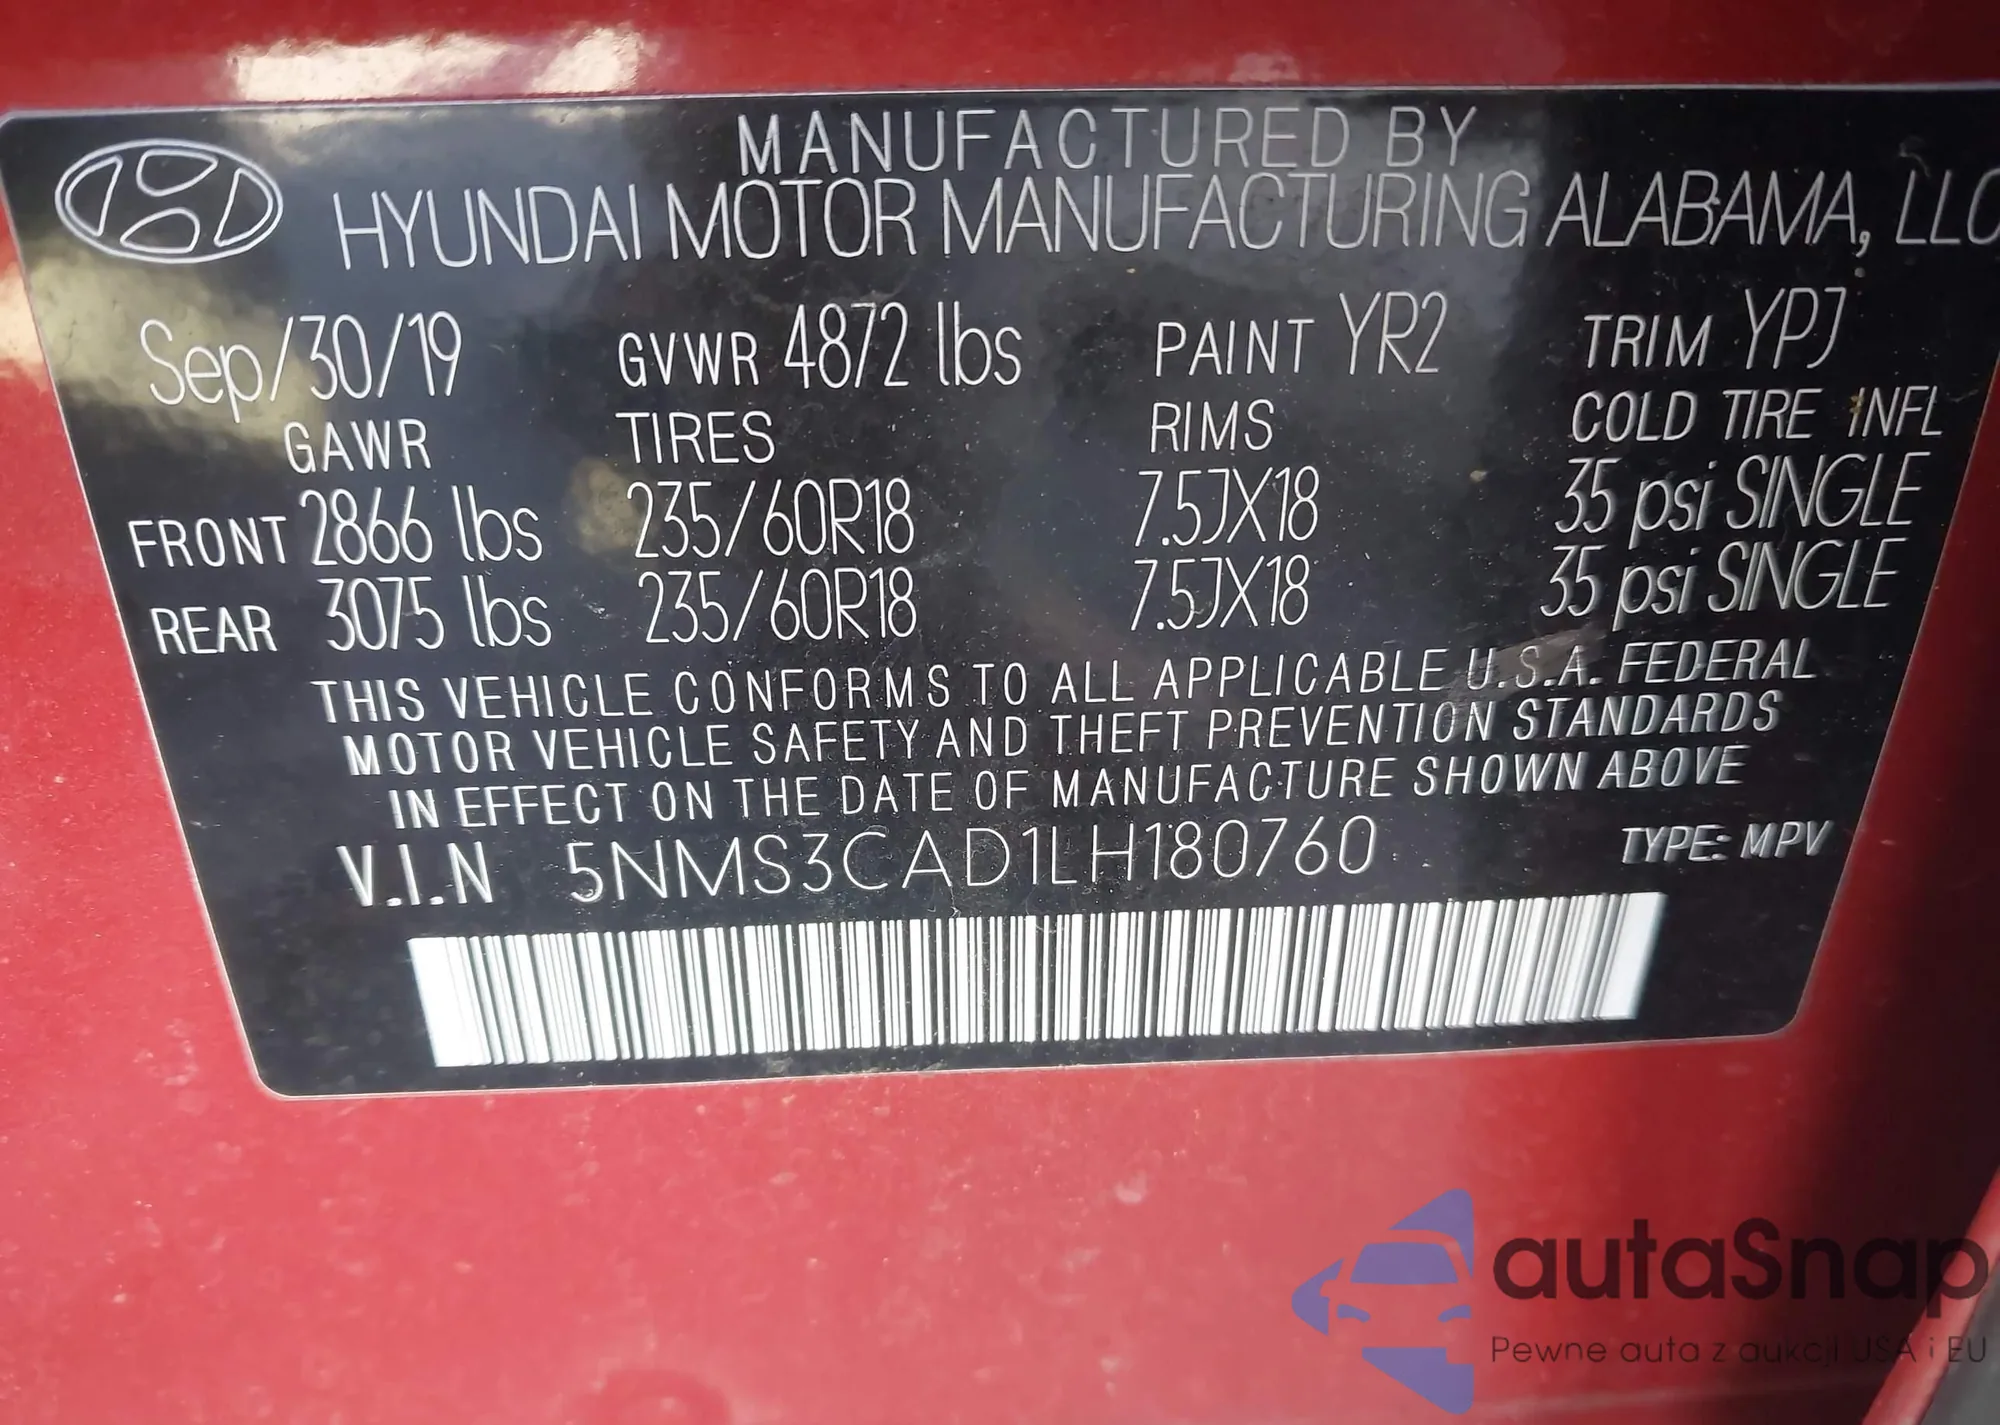 MANUFACTURED BY
HYUNDAI MOTOR MANUFACTURING ALABAMA, LLC
Sep/30/19 GVWR 4872 lbs PAINT YR2 TRIM YPJ
GAWR TIRES RIMS COLD TIRE INFL
FRONT 2866 lbs 235/60R18 7.5JX18 35 psi SINGLE
REAR 3075 lbs 235/60R18 7.5JX18 35 psi SINGLE
THIS VEHICLE CONFORMS TO ALL APPLICABLE U.S.A. FEDERAL
MOTOR VEHICLE SAFETY AND THEFT PREVENTION STANDARDS
IN EFFECT ON THE DATE OF MANUFACTURE SHOWN ABOVE
V.I.N 5NMS3CAD1LH180760 TYPE: MPV
autaSnap
Pewne auta z aukcji USA i EU